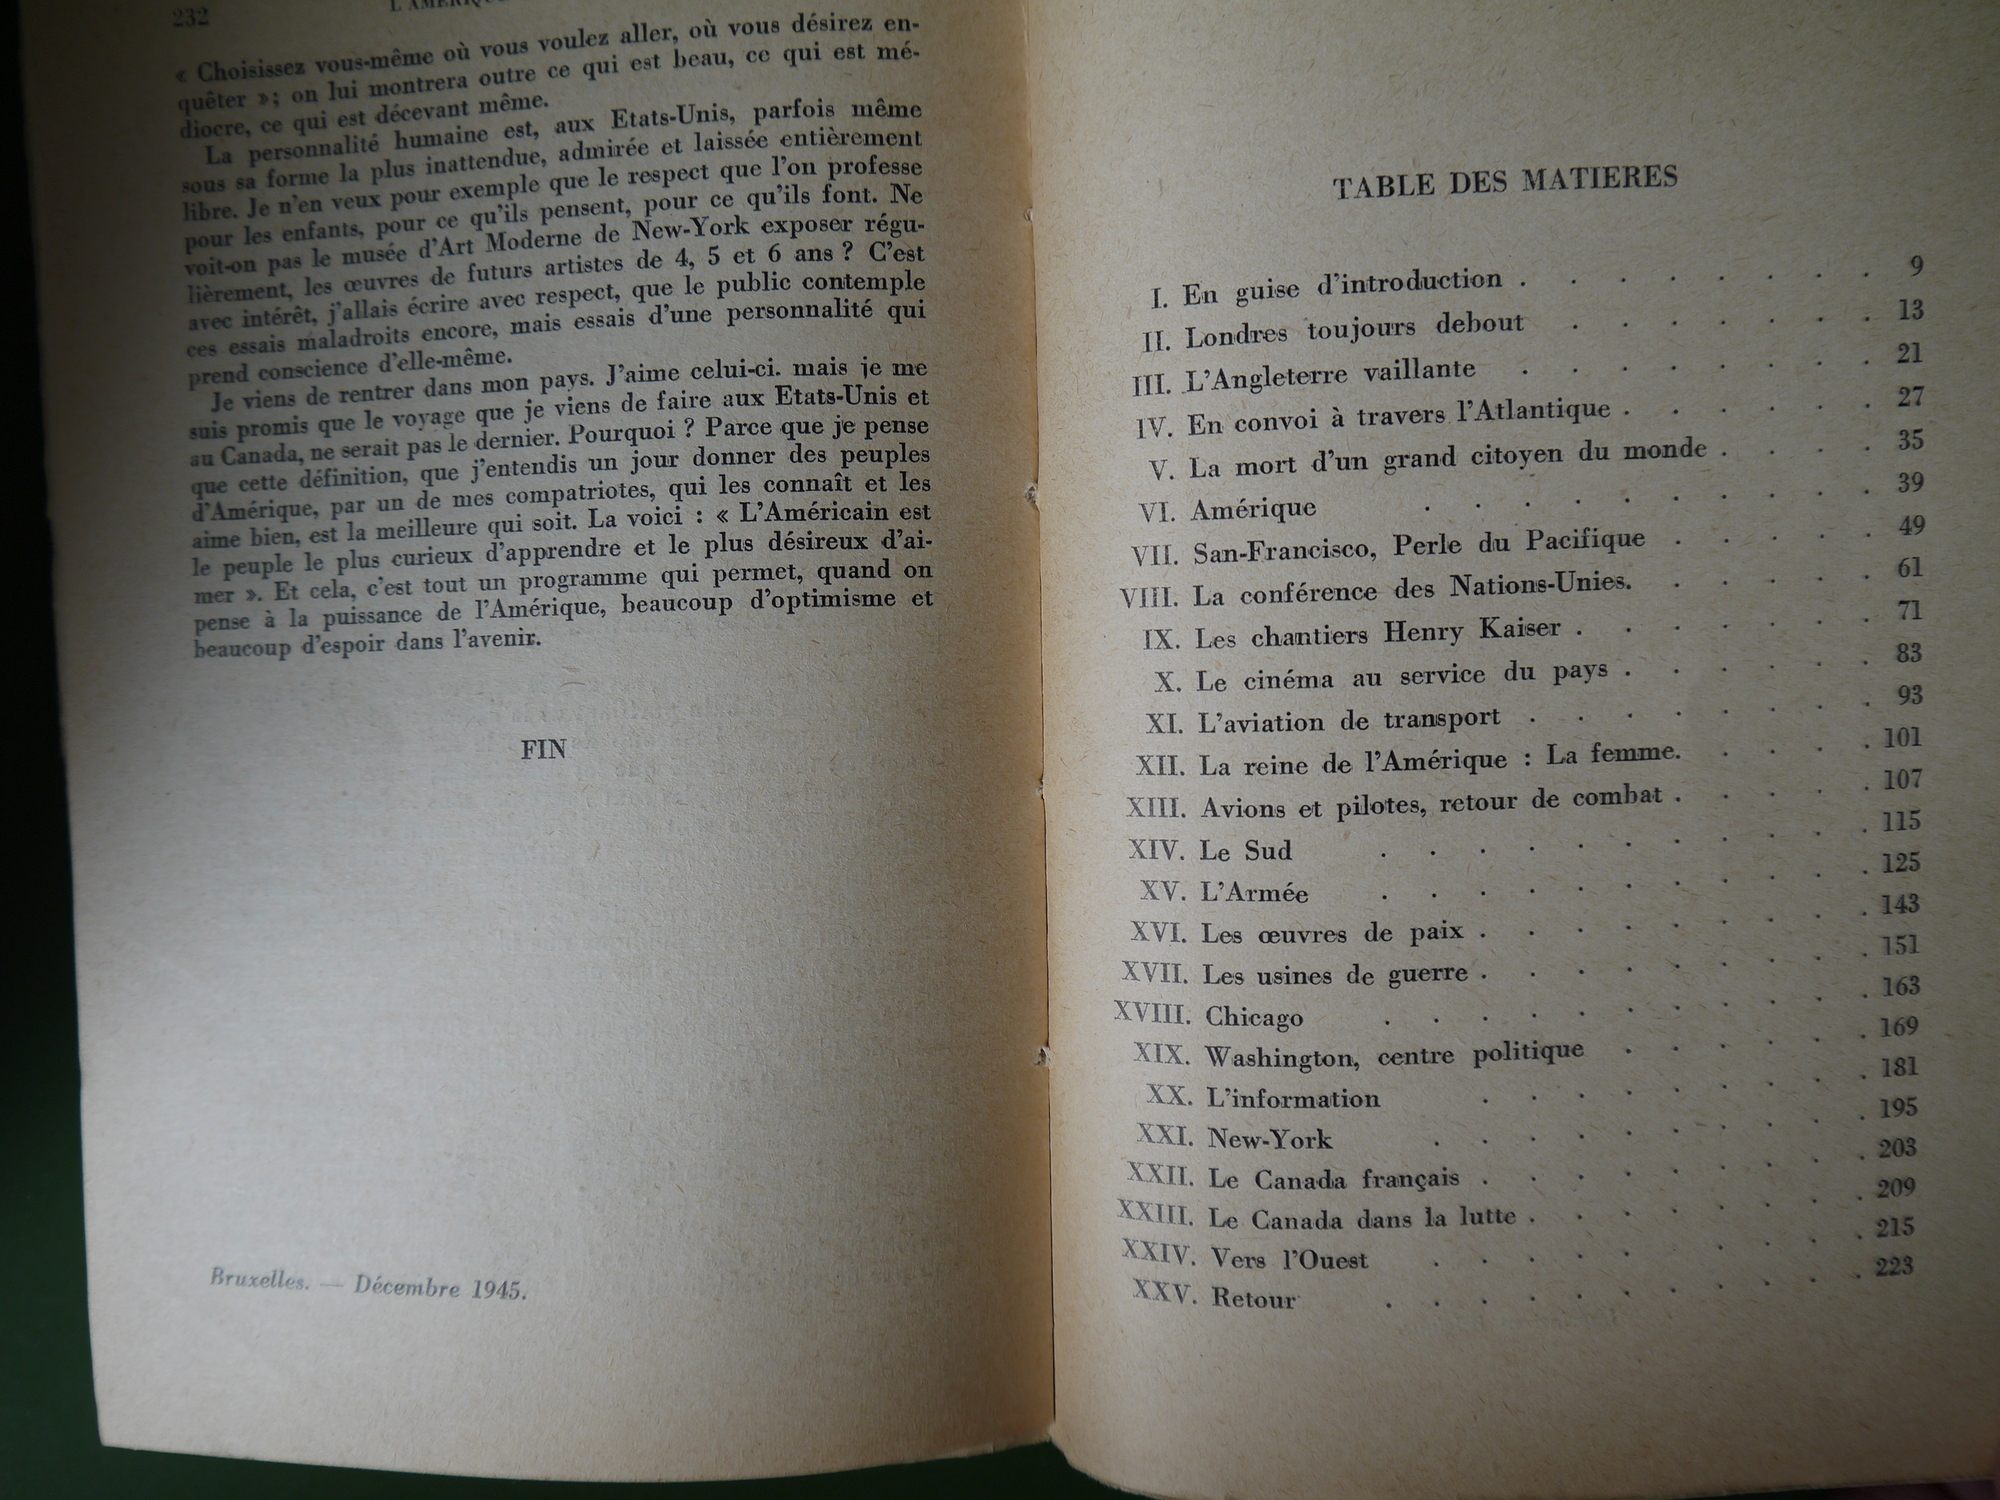 232
L'AMÉRIQUE
« Choisissez vous-même où vous voulez aller, où vous désirez en-
quêter »; on lui montrera outre ce qui est beau, ce qui est mé-
diocre, ce qui est décevant même.
La personnalité humaine est, aux Etats-Unis, parfois même
sous sa forme la plus inattendue, admirée et laissée entièrement
libre. Je n'en veux pour exemple que le respect que l'on professe
pour les enfants, pour ce qu'ils pensent, pour ce qu'ils font. Ne
voit-on pas le musée d'Art Moderne de New-York exposer régu-
lièrement, les œuvres de futurs artistes de 4, 5 et 6 ans ? C'est
avec intérêt, j'allais écrire avec respect, que le public contemple
ces essais maladroits encore, mais essais d'une personnalité qui
prend conscience d'elle-même.
Je viens de rentrer dans mon pays. J'aime celui-ci. mais je me
suis promis que le voyage que je viens de faire aux Etats-Unis et
au Canada, ne serait pas le dernier. Pourquoi ? Parce que je pense
que cette définition, que j'entendis un jour donner des peuples
d'Amérique, par un de mes compatriotes, qui les connaît et les
aime bien, est la meilleure qui soit. La voici : « L'Américain est
le peuple le plus curieux d'apprendre et le plus désireux d'ai-
mer ». Et cela, c'est tout un programme qui permet, quand on
pense à la puissance de l'Amérique, beaucoup d'optimisme et
beaucoup d'espoir dans l'avenir.
FIN
Bruxelles. — Décembre 1945.
TABLE DES MATIERES
I. En guise d'introduction . . . . . . . . 9
II. Londres toujours debout . . . . . . . 13
III. L'Angleterre vaillante . . . . . . . . 21
IV. En convoi à travers l'Atlantique . . . . . . 27
V. La mort d'un grand citoyen du monde . . . . 35
VI. Amérique . . . . . . . . . . 39
VII. San-Francisco, Perle du Pacifique . . . . . 49
VIII. La conférence des Nations-Unies. . . . . . 61
IX. Les chantiers Henry Kaiser . . . . . . . 71
X. Le cinéma au service du pays . . . . . . 83
XI. L'aviation de transport . . . . . . . . 93
XII. La reine de l'Amérique : La femme. . . . . 101
XIII. Avions et pilotes, retour de combat . . . . . 107
XIV. Le Sud . . . . . . . . . . . 115
XV. L'Armée . . . . . . . . . . . 125
XVI. Les œuvres de paix . . . . . . . . . 143
XVII. Les usines de guerre . . . . . . . . . 151
XVIII. Chicago . . . . . . . . . . . 163
XIX. Washington, centre politique . . . . . . 169
XX. L'information . . . . . . . . . 181
XXI. New-York . . . . . . . . . . 195
XXII. Le Canada français . . . . . . . . . 203
XXIII. Le Canada dans la lutte . . . . . . . . 209
XXIV. Vers l'Ouest . . . . . . . . . . 215
XXV. Retour . . . . . . . . . . . 223